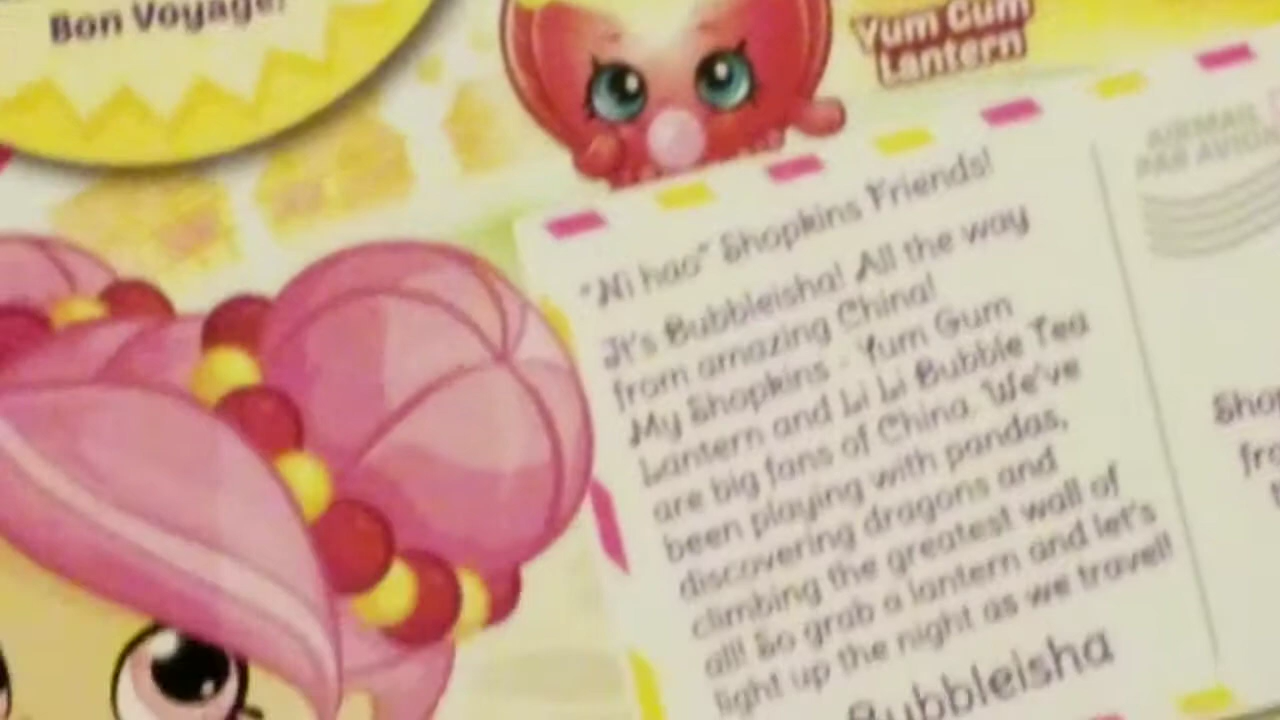 Bon Voyage!
Yum Gum
Lantern
AIRMAIL
PAR AVION
"Ni hao" Shopkins Friends!
It's Bubbleisha! All the way
from amazing China!
My Shopkins - Yum Gum
Lantern and Li Li Bubble Tea
are big fans of China. We've
been playing with pandas,
discovering dragons and
climbing the greatest wall of
all! So grab a lantern and let's
light up the night as we travel!
Bubbleisha